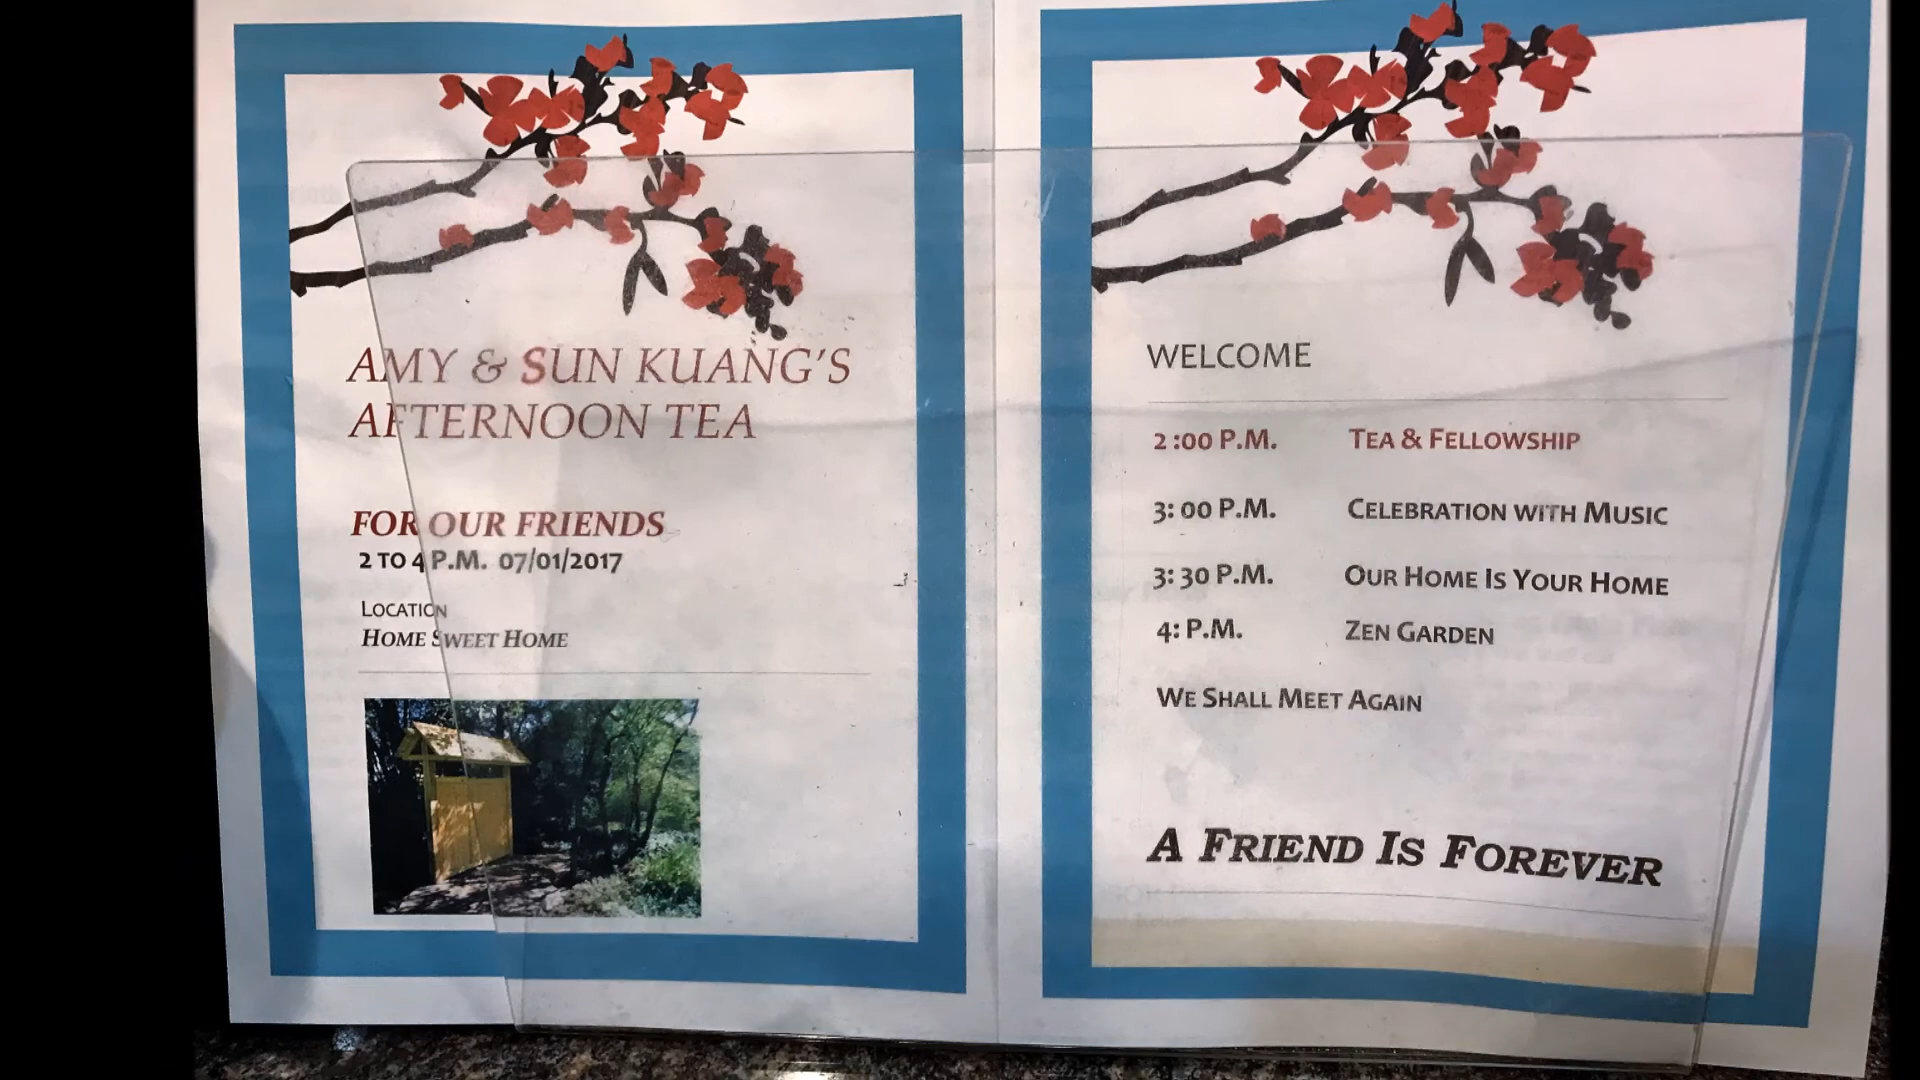 AMY & SUN KUANG'S
AFTERNOON TEA
FOR OUR FRIENDS
2 TO 4 P.M. 07/01/2017
LOCATION
HOME SWEET HOME
WELCOME
2 :00 P.M. TEA & FELLOWSHIP
3: 00 P.M. CELEBRATION WITH MUSIC
3: 30 P.M. OUR HOME IS YOUR HOME
4: P.M. ZEN GARDEN
WE SHALL MEET AGAIN
A FRIEND IS FOREVER